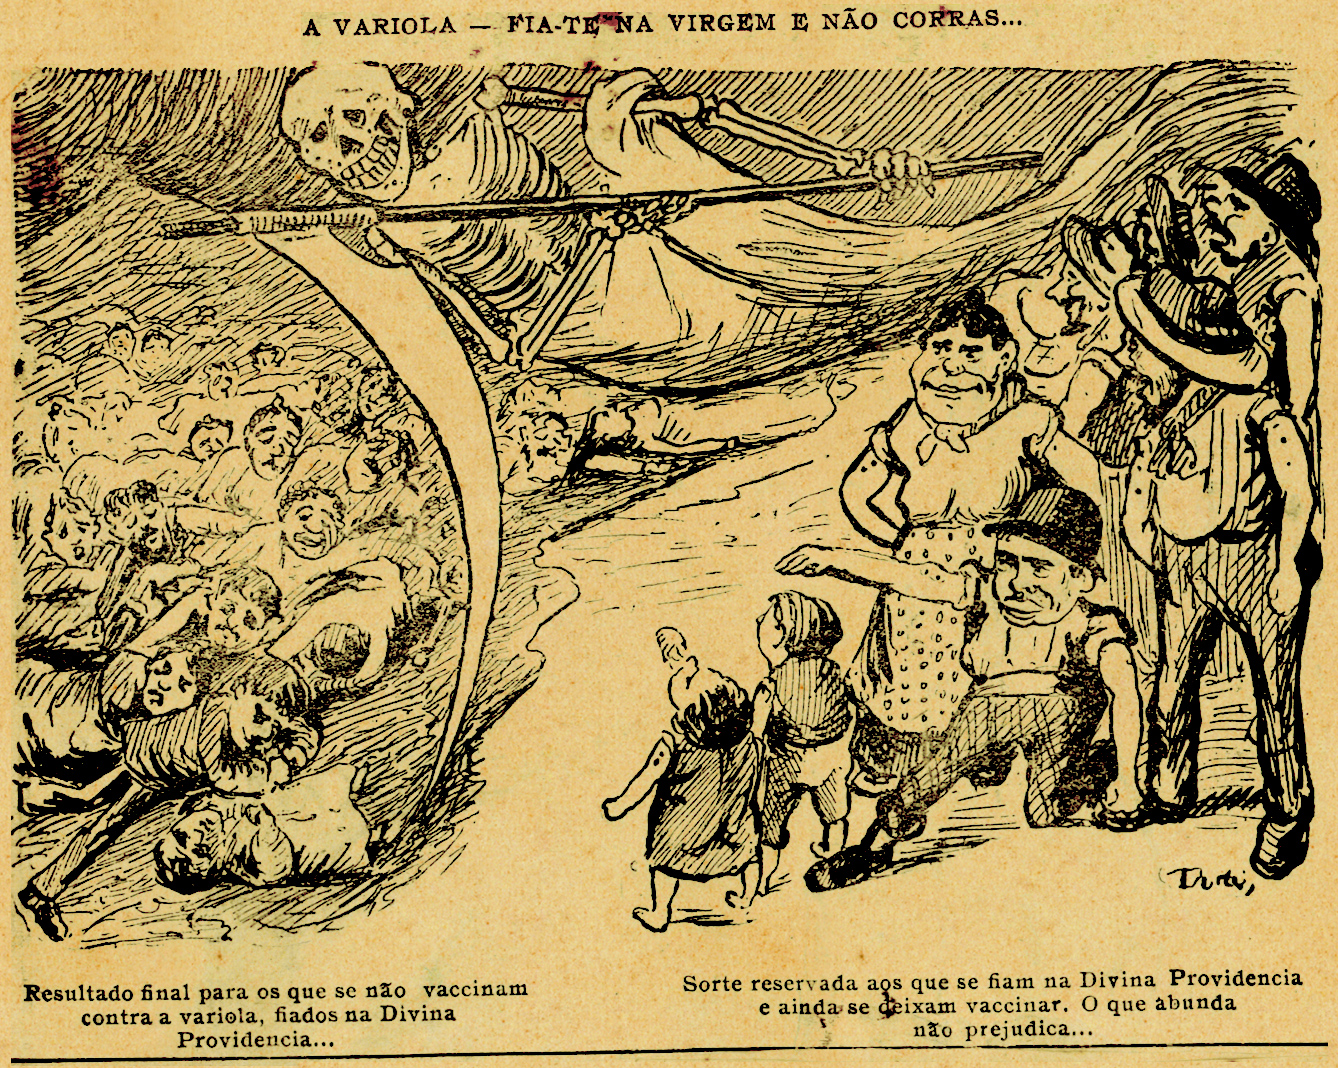 A VARIOLA — FIA-TE NA VIRGEM E NÃO CORRAS...
Resultado final para os que se não vaccinam
contra a variola, fiados na Divina
Providencia...
Sorte reservada aos que se fiam na Divina Providencia
e ainda se deixam vaccinar. O que abunda
não prejudica...